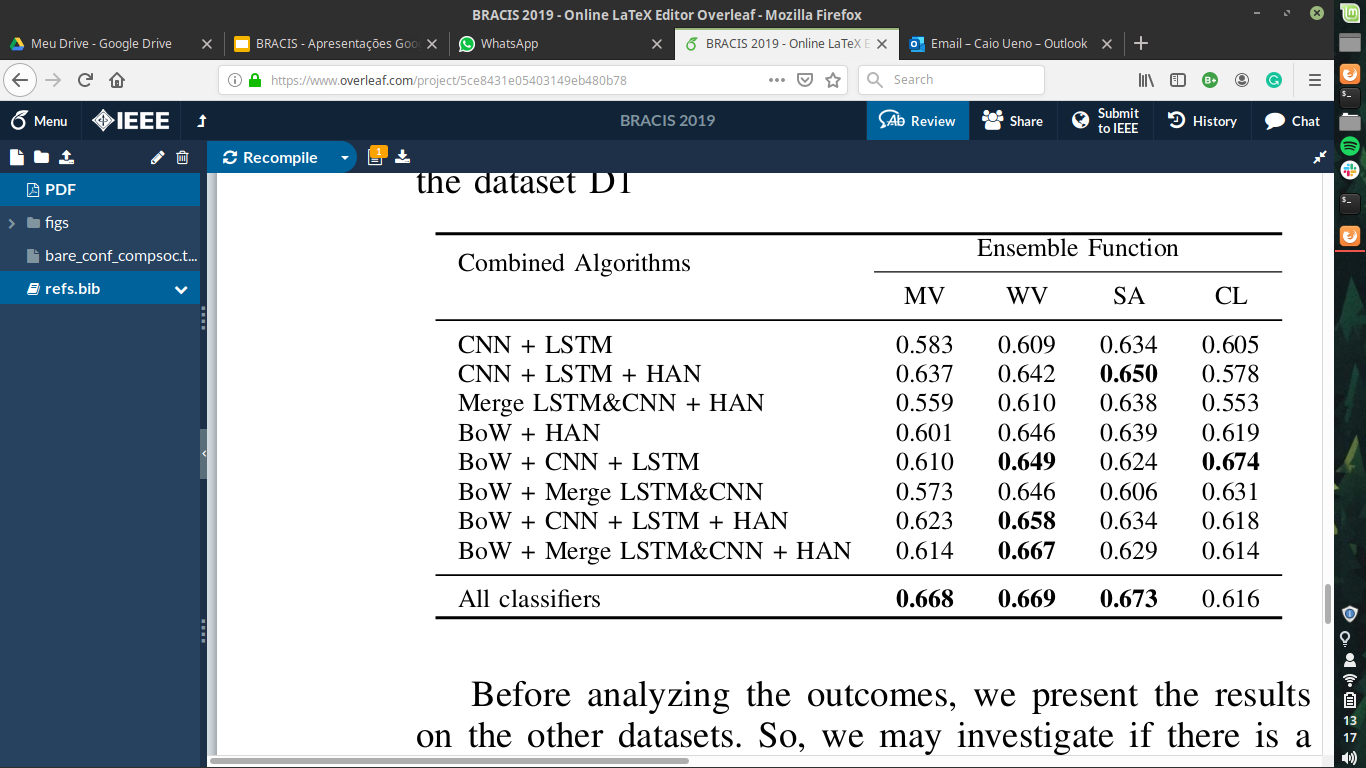 BRACIS 2019 - Online LaTeX Editor Overleaf - Mozilla Firefox
Meu Drive - Google Drive
BRACIS - Apresentações Goo
WhatsApp
BRACIS 2019 - Online LaTeX E
Email – Caio Ueno – Outlook
https://www.overleaf.com/project/5ce8431e05403149eb480b78
Search
B+
Menu
IEEE
BRACIS 2019
Ab Review
Share
Submit to IEEE
History
Chat
Recompile
1
PDF
figs
bare_conf_compsoc.t...
refs.bib
the dataset D1
Combined Algorithms Ensemble Function
MV WV SA CL
CNN + LSTM 0.583 0.609 0.634 0.605
CNN + LSTM + HAN 0.637 0.642 0.650 0.578
Merge LSTM&CNN + HAN 0.559 0.610 0.638 0.553
BoW + HAN 0.601 0.646 0.639 0.619
BoW + CNN + LSTM 0.610 0.649 0.624 0.674
BoW + Merge LSTM&CNN 0.573 0.646 0.606 0.631
BoW + CNN + LSTM + HAN 0.623 0.658 0.634 0.618
BoW + Merge LSTM&CNN + HAN 0.614 0.667 0.629 0.614
All classifiers 0.668 0.669 0.673 0.616
Before analyzing the outcomes, we present the results
on the other datasets. So, we may investigate if there is a
13
17